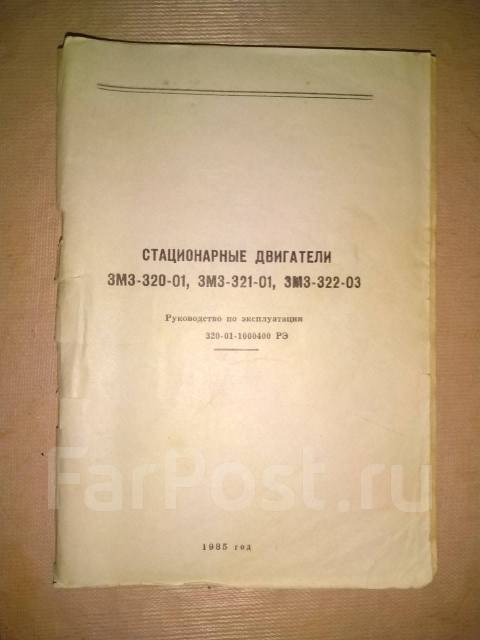 СТАЦИОНАРНЫЕ ДВИГАТЕЛИ
ЗМЗ-320-01, ЗМЗ-321-01, ЗМЗ-322-03
Руководство по эксплуатации
320-01-1000400 РЭ
FarPost.ru
1985 год